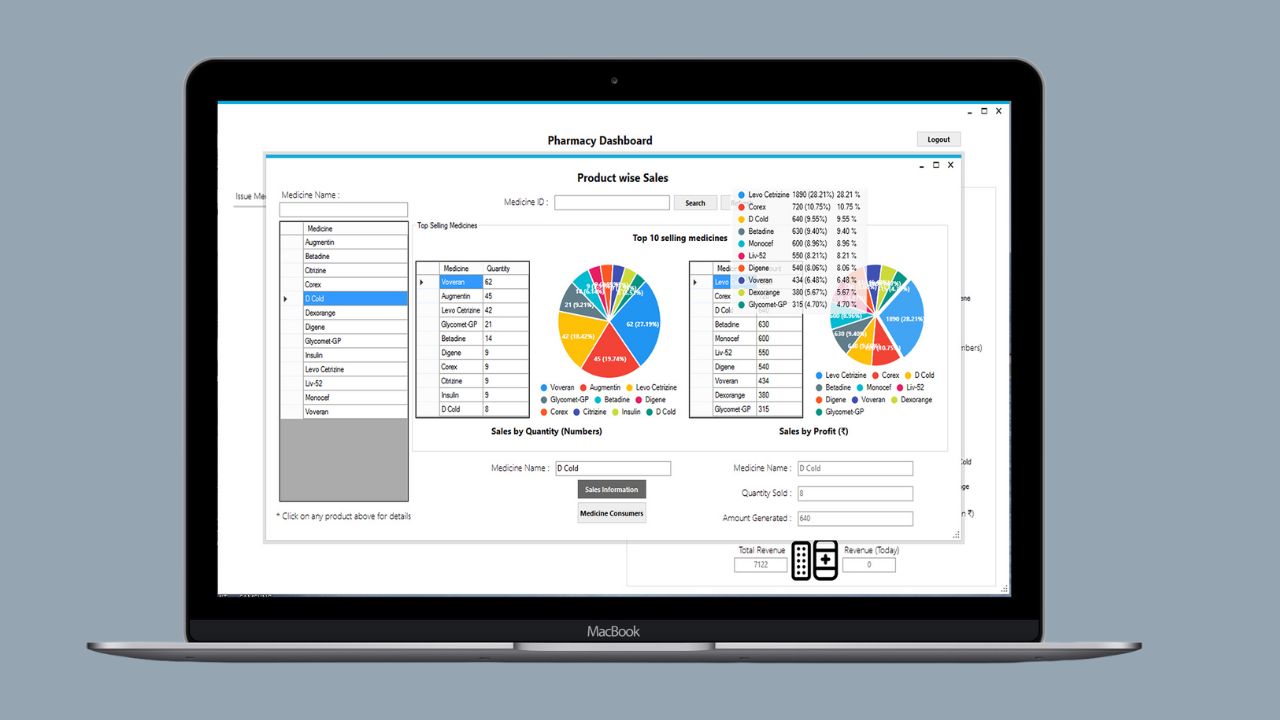 Pharmacy Dashboard
Logout
Product wise Sales
Issue Me
Medicine Name :
Medicine ID :
Search
Top Selling Medicines
Top 10 selling medicines
Levo Cetrizine 1890 (28.21%) 28.21 %
Corex 720 (10.75%) 10.75 %
D Cold 640 (9.55%) 9.55 %
Betadine 630 (9.40%) 9.40 %
Monocef 600 (8.96%) 8.96 %
Liv-52 550 (8.21%) 8.21 %
Digene 540 (8.06%) 8.06 %
Voveran 434 (6.48%) 6.48 %
Dexorange 380 (5.67%) 5.67 %
Glycomet-GP 315 (4.70%) 4.70 %
Medicine
Augmentin
Betadine
Citrizine
Corex
D Cold
Dexorange
Digene
Glycomet-GP
Insulin
Levo Cetrizine
Liv-52
Monocef
Voveran
Medicine Quantity
Voveran 62
Augmentin 45
Levo Cetrizine 42
Glycomet-GP 21
Betadine 14
Digene 9
Corex 9
Citrizine 9
Insulin 9
D Cold 8
62 (27.19%)
45 (19.74%)
42 (18.42%)
21 (9.21%)
Voveran Augmentin Levo Cetrizine
Glycomet-GP Betadine Digene
Corex Citrizine Insulin D Cold
Sales by Quantity (Numbers)
Levo
Corex
D Col
Betadine 630
Monocef 600
Liv-52 550
Digene 540
Voveran 434
Dexorange 380
Glycomet-GP 315
1890 (28.21%)
630 (9.40%)
Levo Cetrizine Corex D Cold
Betadine Monocef Liv-52
Digene Voveran Dexorange
Glycomet-GP
Sales by Profit (₹)
ne
nbers)
Medicine Name : D Cold
Sales Information
Medicine Consumers
Medicine Name : D Cold
Quantity Sold : 8
Amount Generated : 640
old
ge
n ₹)
* Click on any product above for details
Total Revenue
7122
Revenue (Today)
0
MacBook